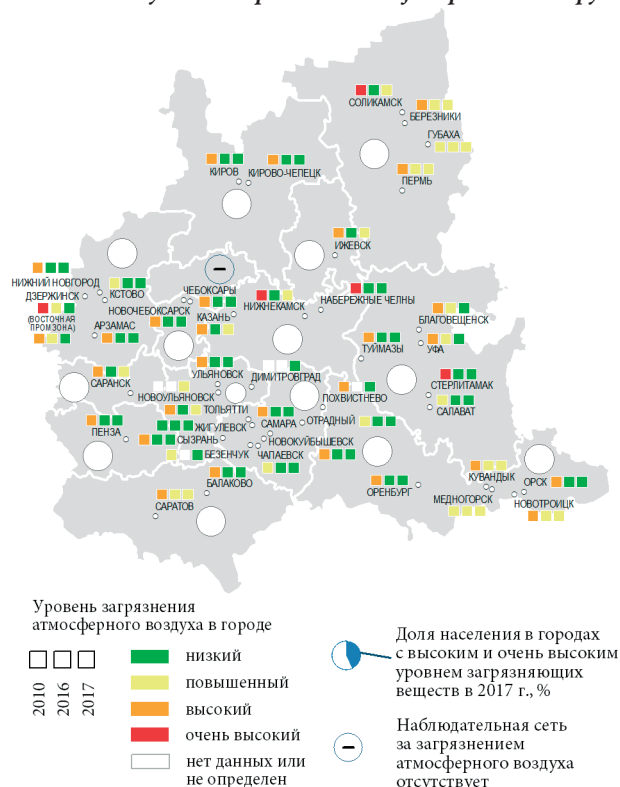 СОЛИКАМСК
БЕРЕЗНИКИ
ГУБАХА
ПЕРМЬ
КИРОВ
КИРОВО-ЧЕПЕЦК
ИЖЕВСК
НИЖНИЙ НОВГОРОД
ДЗЕРЖИНСК
КСТОВО
(ВОСТОЧНАЯ
ПРОМЗОНА)
АРЗАМАС
ЧЕБОКСАРЫ
НОВОЧЕБОКСАРСК
КАЗАНЬ
НИЖНЕКАМСК
НАБЕРЕЖНЫЕ ЧЕЛНЫ
БЛАГОВЕЩЕНСК
УФА
ТУЙМАЗЫ
СТЕРЛИТАМАК
САЛАВАТ
САРАНСК
УЛЬЯНОВСК
ДИМИТРОВГРАД
НОВОУЛЬЯНОВСК
ПОХВИСТНЕВО
ТОЛЬЯТТИ
САМАРА
ОТРАДНЫЙ
ЖИГУЛЕВСК
ПЕНЗА
СЫЗРАНЬ
НОВОКУЙБЫШЕВСК
БЕЗЕНЧУК
ЧАПАЕВСК
БАЛАКОВО
САРАТОВ
ОРЕНБУРГ
КУВАНДЫК
ОРСК
МЕДНОГОРСК
НОВОТРОИЦК
Уровень загрязнения
атмосферного воздуха в городе
2010
2016
2017
низкий
повышенный
высокий
очень высокий
нет данных или
не определен
Доля населения в городах
с высоким и очень высоким
уровнем загрязняющих
веществ в 2017 г., %
Наблюдательная сеть
за загрязнением
атмосферного воздуха
отсутствует